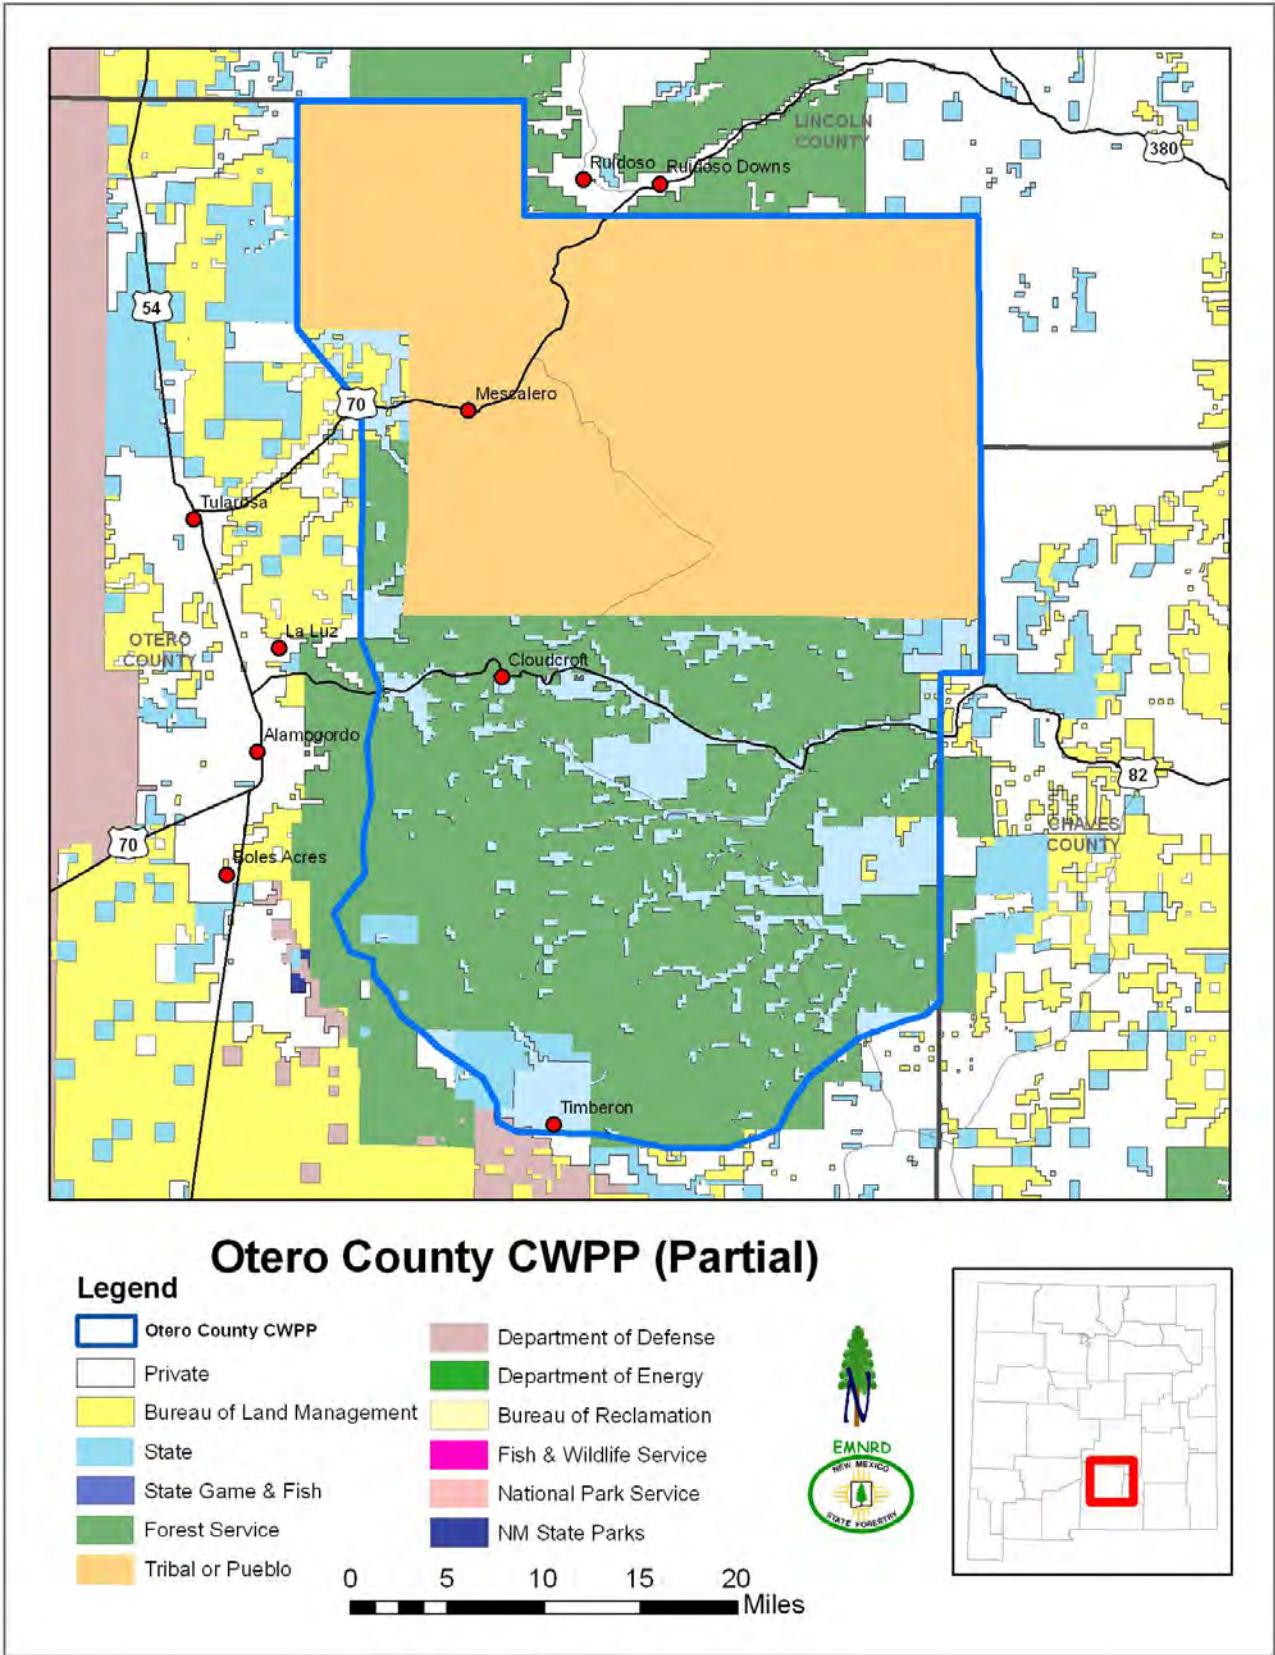 LINCOLN
COUNTY
380
Ruidoso
Ruidoso Downs
54
70
Mescalero
Tularosa
OTERO
COUNTY
La Luz
Cloudcroft
Alamogordo
82
70
CHAVES
COUNTY
Boles Acres
Timberon
Otero County CWPP (Partial)
Legend
Otero County CWPP
Private
Bureau of Land Management
State
State Game & Fish
Forest Service
Tribal or Pueblo
Department of Defense
Department of Energy
Bureau of Reclamation
Fish & Wildlife Service
National Park Service
NM State Parks
N
EMNRD
NEW MEXICO
STATE FORESTRY
0 5 10 15 20
Miles